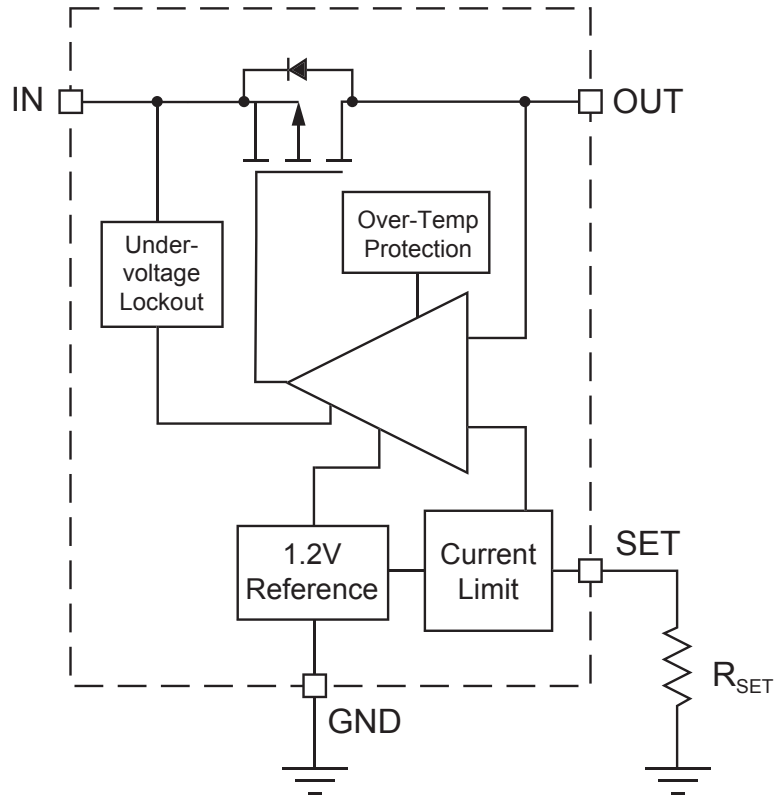 IN
OUT
Over-Temp
Protection
Under-
voltage
Lockout
1.2V
Reference
Current
Limit
SET
RSET
GND